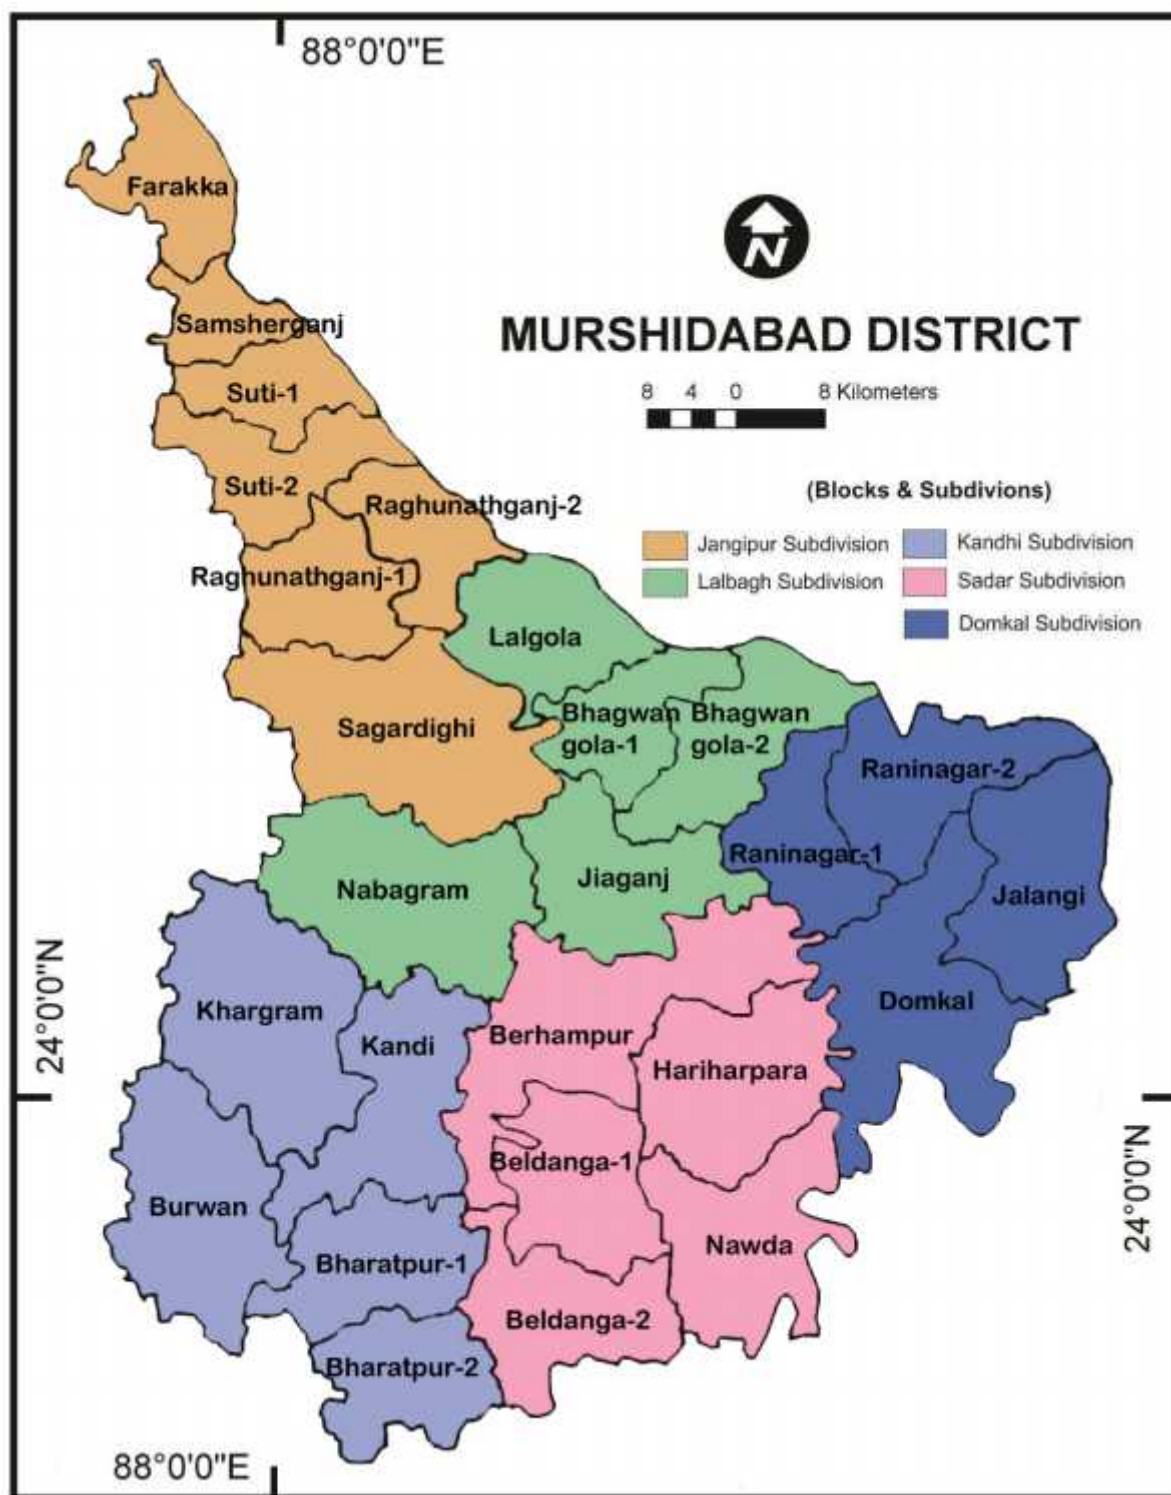 88°0'0"E
Farakka
N
Samsherganj
MURSHIDABAD DISTRICT
Suti-1
8 4 0 8 Kilometers
Suti-2
Raghunathganj-2
(Blocks & Subdivions)
Jangipur Subdivision
Kandhi Subdivision
Raghunathganj-1
Lalbagh Subdivision
Sadar Subdivision
Domkal Subdivision
Lalgola
Sagardighi
Bhagwan
gola-1
Bhagwan
gola-2
Raninagar-2
Raninagar-1
Nabagram
Jiaganj
Jalangi
24°0'0"N
Khargram
Kandi
Berhampur
Domkal
Hariharpara
Burwan
Beldanga-1
24°0'0"N
Bharatpur-1
Nawda
Beldanga-2
Bharatpur-2
88°0'0"E